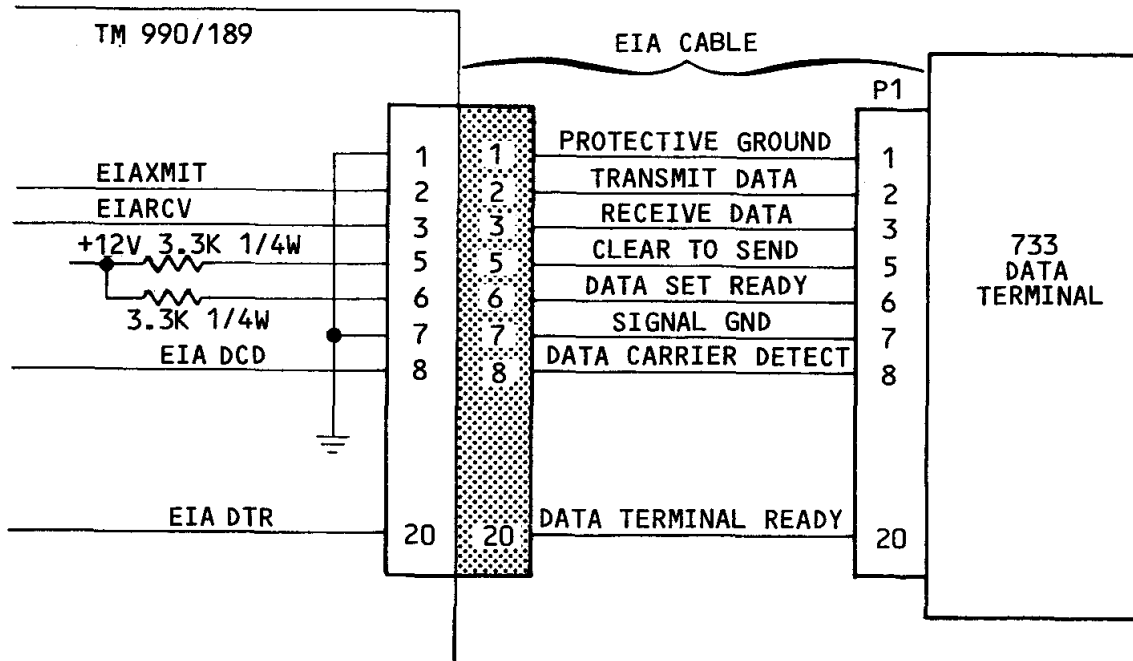 TM 990/189
EIA CABLE
P1
1 1 PROTECTIVE GROUND 1
EIAXMIT 2 2 TRANSMIT DATA 2
EIARCV 3 3 RECEIVE DATA 3
+12V 3.3K 1/4W 5 5 CLEAR TO SEND 5
3.3K 1/4W 6 6 DATA SET READY 6
7 7 SIGNAL GND 7
EIA DCD 8 8 DATA CARRIER DETECT 8
EIA DTR 20 20 DATA TERMINAL READY 20
733
DATA
TERMINAL